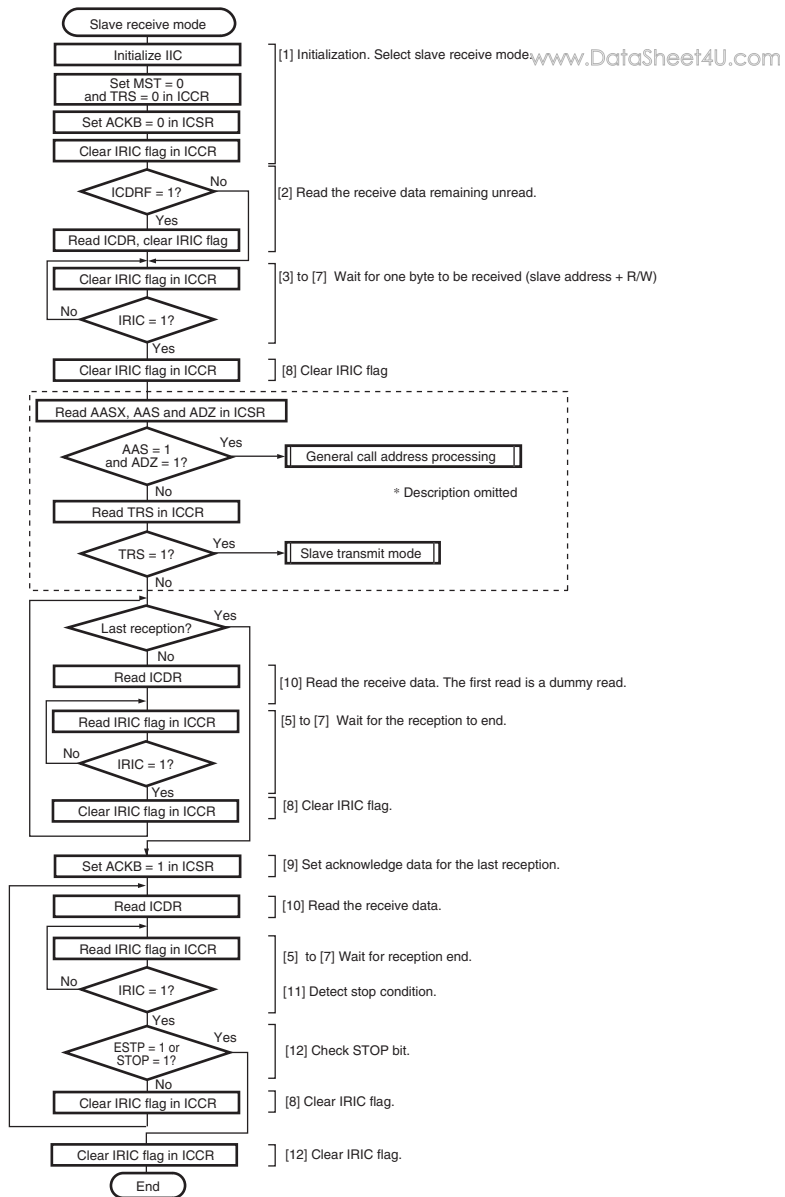 Slave receive mode
Initialize IIC
[1] Initialization. Select slave receive mode.
www.DataSheet4U.com
Set MST = 0
and TRS = 0 in ICCR
Set ACKB = 0 in ICSR
Clear IRIC flag in ICCR
ICDRF = 1?
No
[2] Read the receive data remaining unread.
Yes
Read ICDR, clear IRIC flag
Clear IRIC flag in ICCR
[3] to [7] Wait for one byte to be received (slave address + R/W)
No
IRIC = 1?
Yes
Clear IRIC flag in ICCR
[8] Clear IRIC flag
Read AASX, AAS and ADZ in ICSR
AAS = 1
and ADZ = 1?
Yes
General call address processing
No
* Description omitted
Read TRS in ICCR
TRS = 1?
Yes
Slave transmit mode
No
Last reception?
Yes
No
Read ICDR
[10] Read the receive data. The first read is a dummy read.
Read IRIC flag in ICCR
[5] to [7] Wait for the reception to end.
No
IRIC = 1?
Yes
Clear IRIC flag in ICCR
[8] Clear IRIC flag.
Set ACKB = 1 in ICSR
[9] Set acknowledge data for the last reception.
Read ICDR
[10] Read the receive data.
Read IRIC flag in ICCR
[5] to [7] Wait for reception end.
No
IRIC = 1?
[11] Detect stop condition.
Yes
ESTP = 1 or
STOP = 1?
Yes
[12] Check STOP bit.
No
Clear IRIC flag in ICCR
[8] Clear IRIC flag.
Clear IRIC flag in ICCR
[12] Clear IRIC flag.
End